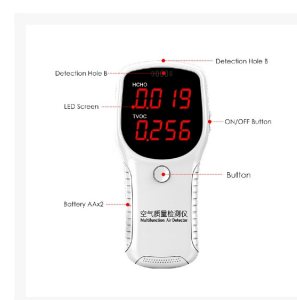 Detection Hole B
Detection Hole B
HCHO
0.019
LED Screen
TVOC
ON/OFF Button
0.256
Button
Battery AAx2
空气质量检测仪
Multifunction Air Detector